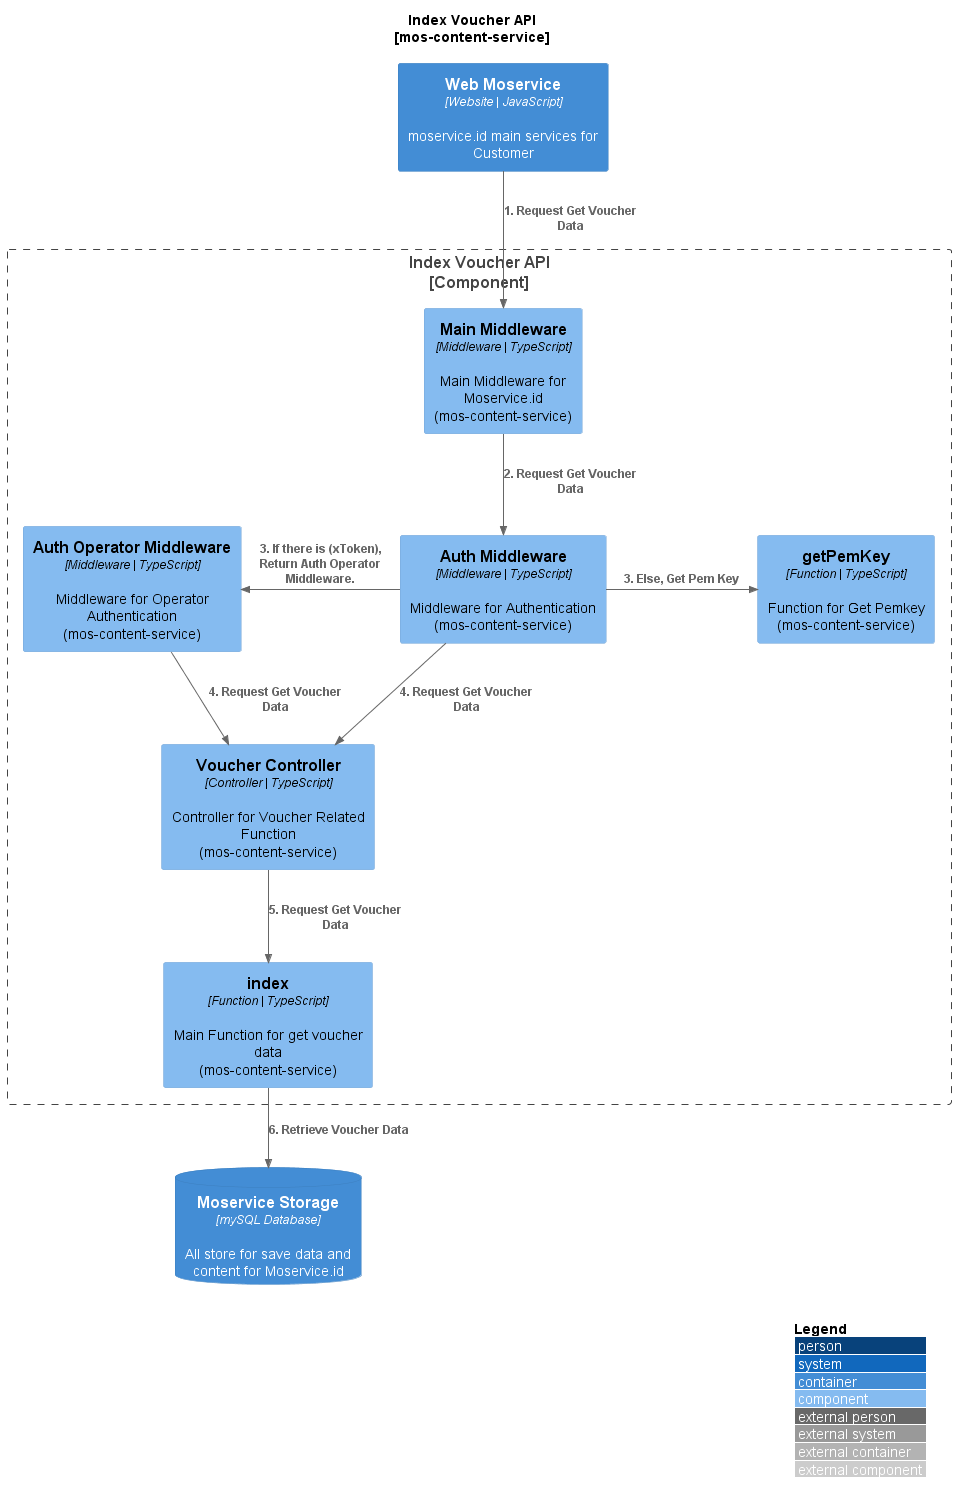 Index Voucher API
[mos-content-service]
Web Moservice
[Website | JavaScript]
moservice.id main services for
Customer
1. Request Get Voucher
Data
Index Voucher API
[Component]
Main Middleware
[Middleware | TypeScript]
Main Middleware for
Moservice.id
(mos-content-service)
2. Request Get Voucher
Data
Auth Operator Middleware
[Middleware | TypeScript]
Middleware for Operator
Authentication
(mos-content-service)
3. If there is (xToken),
Return Auth Operator
Middleware.
Auth Middleware
[Middleware | TypeScript]
Middleware for Authentication
(mos-content-service)
3. Else, Get Pem Key
getPemKey
[Function | TypeScript]
Function for Get Pemkey
(mos-content-service)
4. Request Get Voucher
Data
4. Request Get Voucher
Data
Voucher Controller
[Controller | TypeScript]
Controller for Voucher Related
Function
(mos-content-service)
5. Request Get Voucher
Data
index
[Function | TypeScript]
Main Function for get voucher
data
(mos-content-service)
6. Retrieve Voucher Data
Moservice Storage
[mySQL Database]
All store for save data and
content for Moservice.id
Legend
person
system
container
component
external person
external system
external container
external component